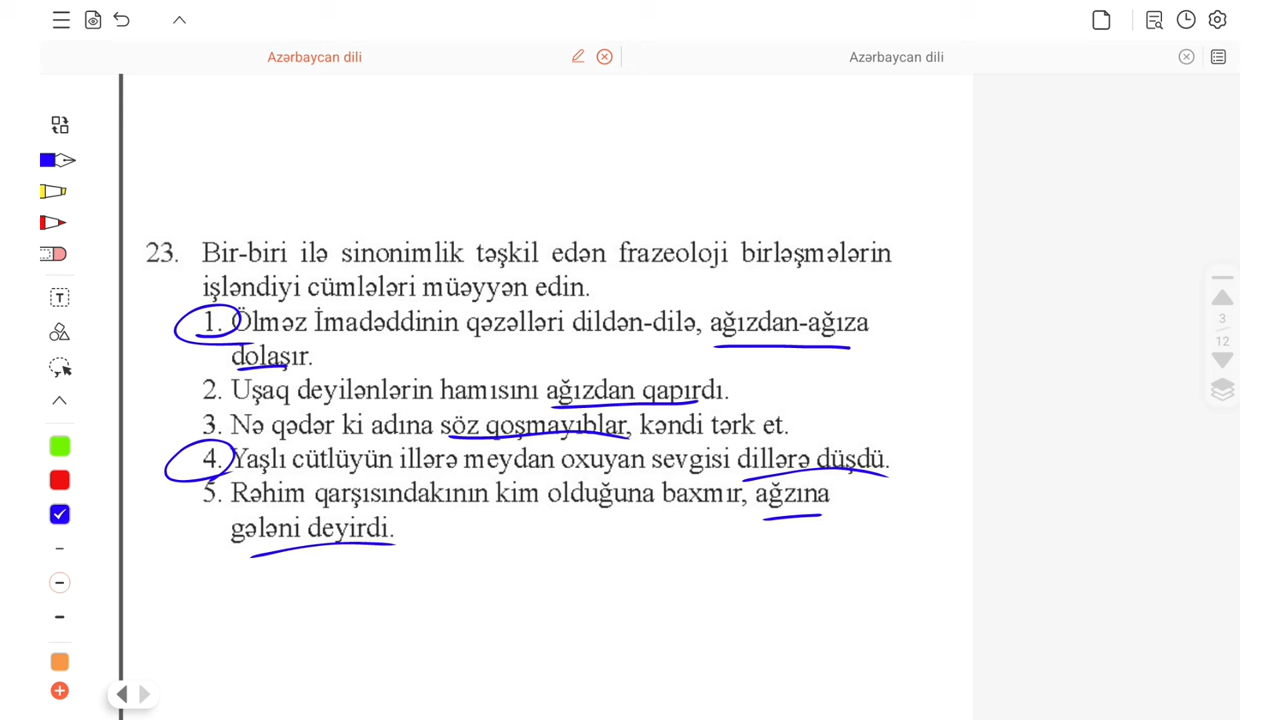 Azərbaycan dili
Azərbaycan dili
23. Bir-biri ilə sinonimlik təşkil edən frazeoloji birləşmələrin
işləndiyi cümlələri müəyyən edin.
1. Ölməz İmadəddinin qəzəlləri dildən-dilə, ağızdan-ağıza
dolaşır.
2. Uşaq deyilənlərin hamısını ağızdan qapırdı.
3. Nə qədər ki adına söz qoşmayıblar, kəndi tərk et.
4. Yaşlı cütlüyün illərə meydan oxuyan sevgisi dillərə düşdü.
5. Rəhim qarşısındakının kim olduğuna baxmır, ağzına
gələni deyirdi.
T
3
12